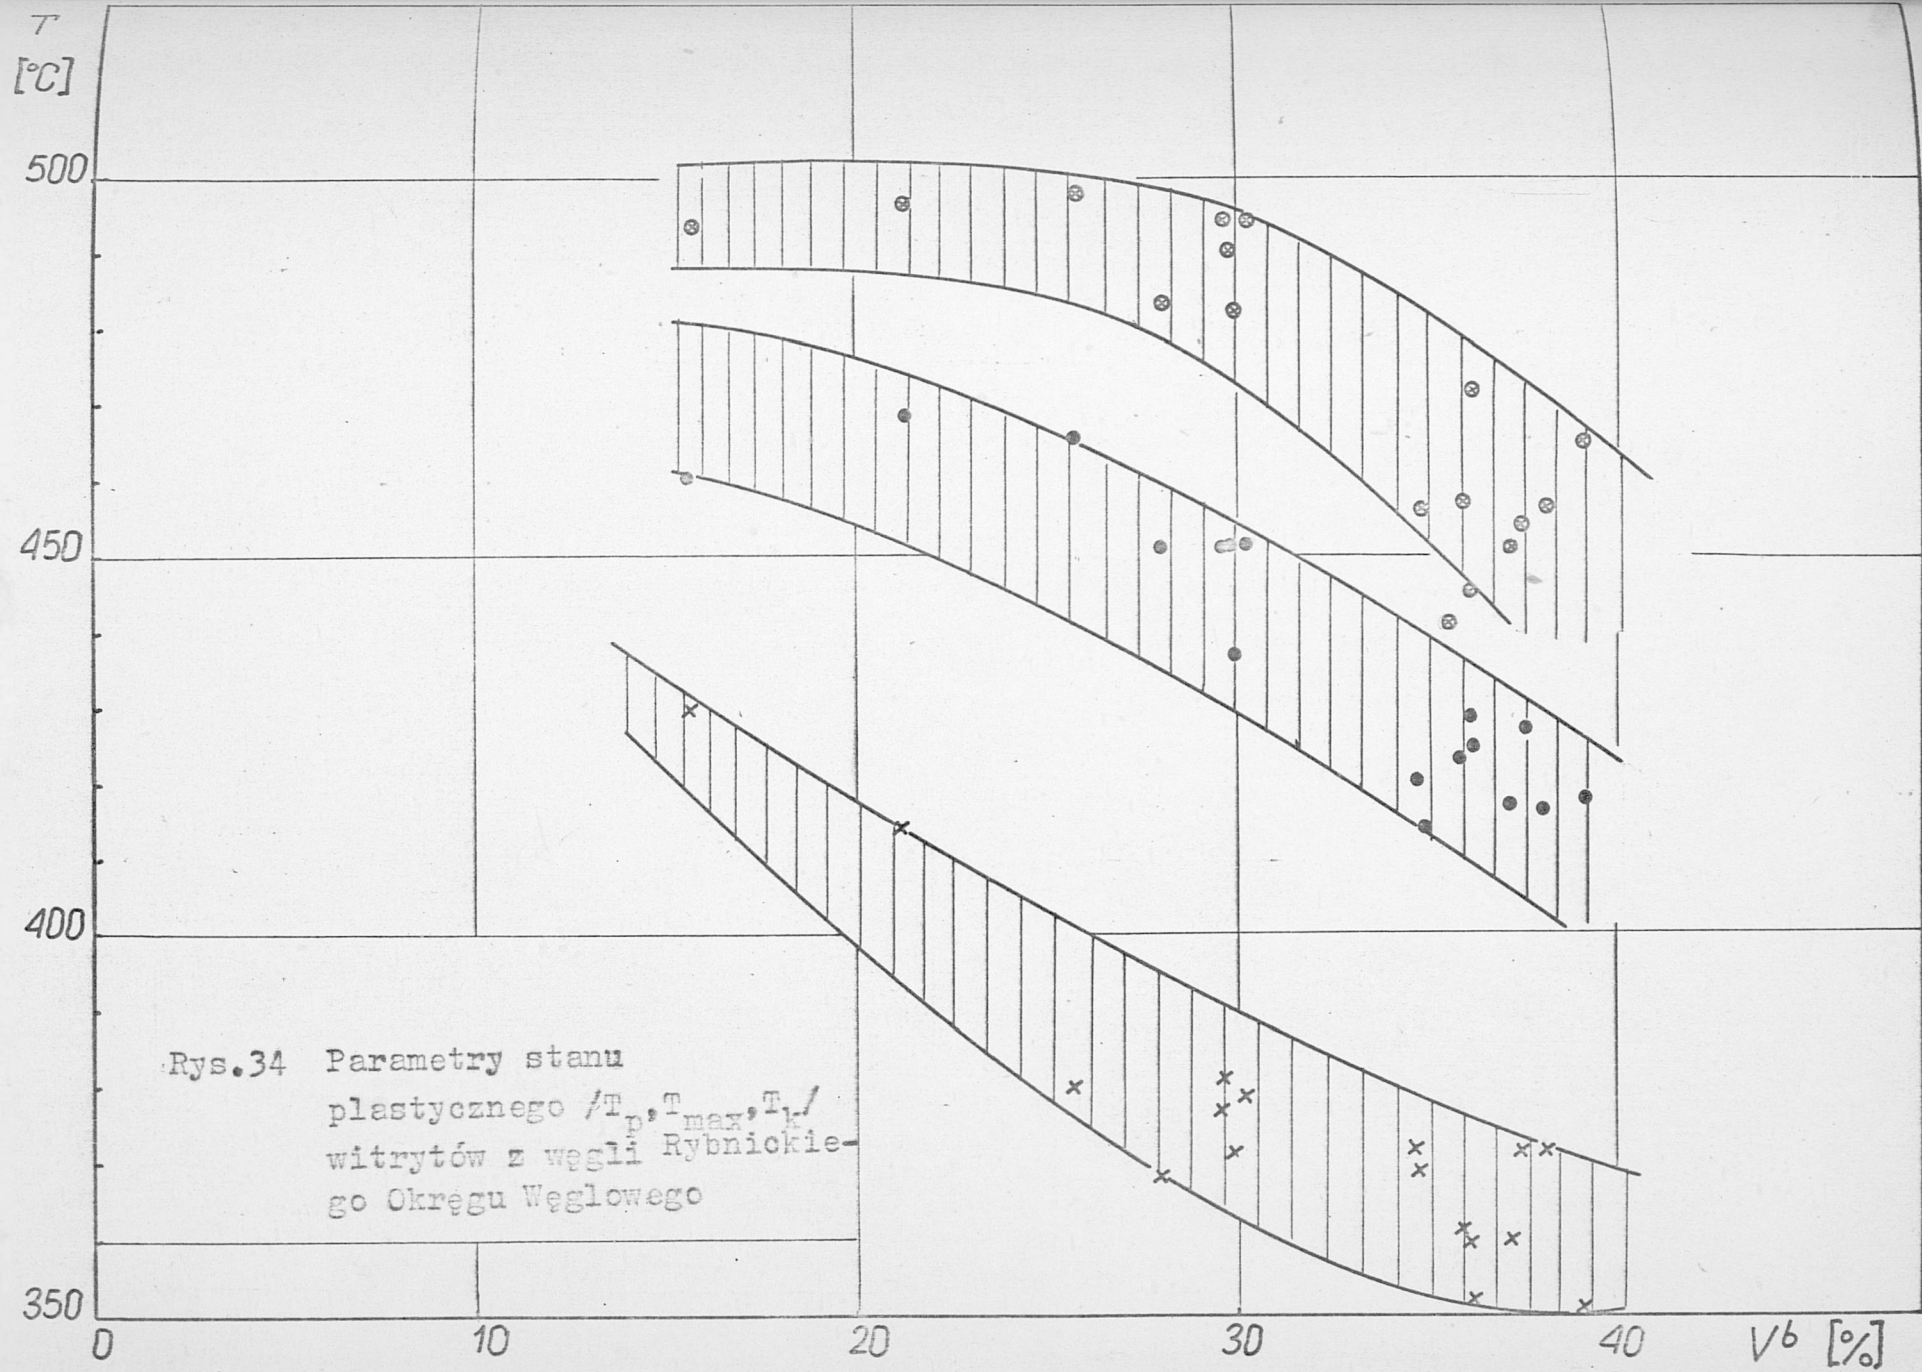 T
[°C]
500
450
400
350
0 10 20 30 40 V^b [%]
Rys.34 Parametry stanu
plastycznego /T_p,T_max,T_k/
witrytów z węgli Rybnickie-
go Okręgu Węglowego